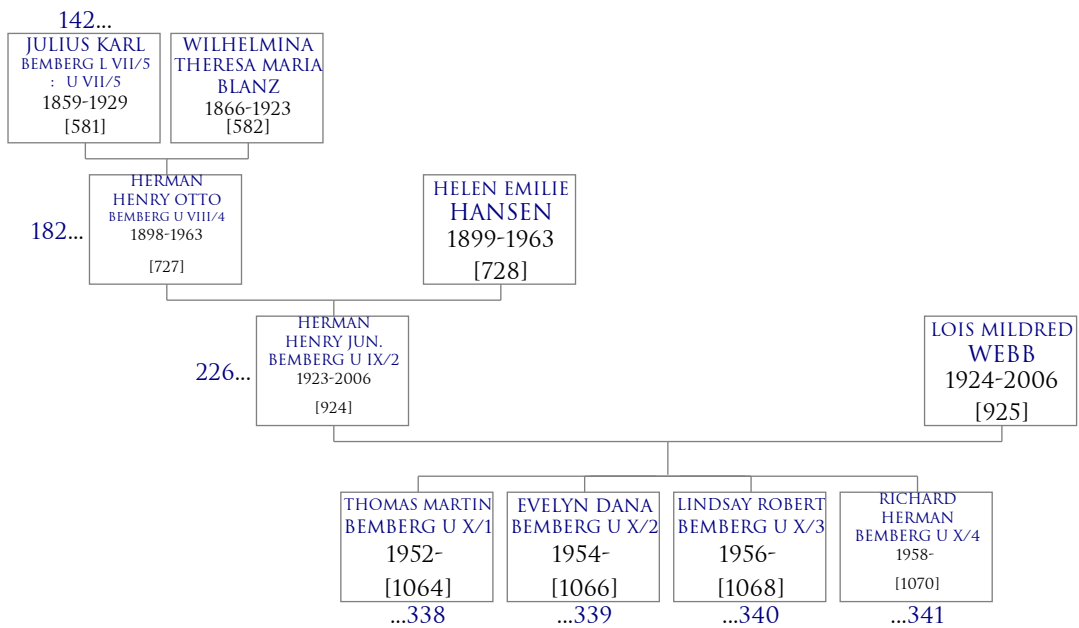 142...
JULIUS KARL
BEMBERG L VII/5
: U VII/5
1859-1929
[581]
WILHELMINA
THERESA MARIA
BLANZ
1866-1923
[582]
182...
HERMAN
HENRY OTTO
BEMBERG U VIII/4
1898-1963
[727]
HELEN EMILIE
HANSEN
1899-1963
[728]
226...
HERMAN
HENRY JUN.
BEMBERG U IX/2
1923-2006
[924]
LOIS MILDRED
WEBB
1924-2006
[925]
THOMAS MARTIN
BEMBERG U X/1
1952-
[1064]
...338
EVELYN DANA
BEMBERG U X/2
1954-
[1066]
...339
LINDSAY ROBERT
BEMBERG U X/3
1956-
[1068]
...340
RICHARD
HERMAN
BEMBERG U X/4
1958-
[1070]
...341